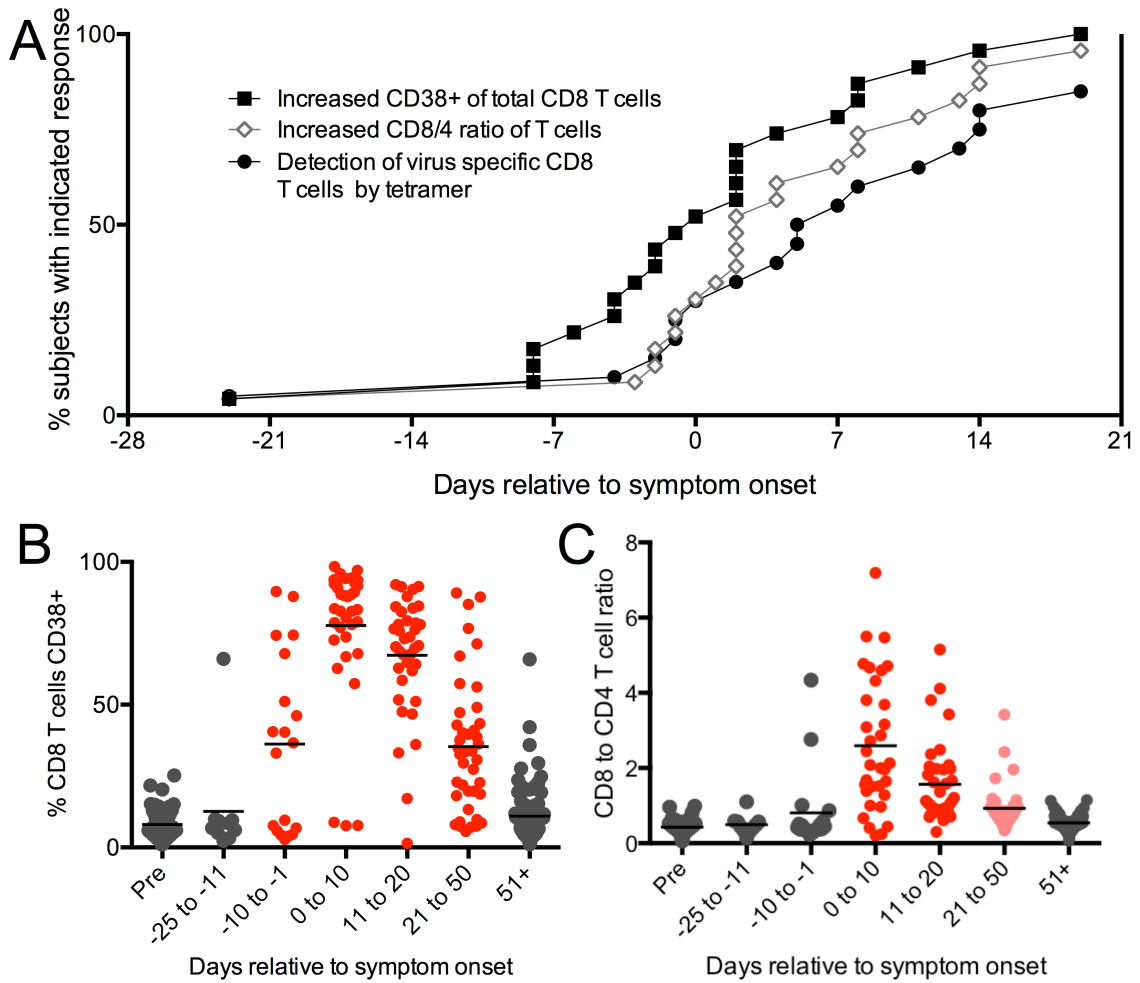 A
% subjects with indicated response
100
50
0
Increased CD38+ of total CD8 T cells
Increased CD8/4 ratio of T cells
Detection of virus specific CD8
T cells by tetramer
-28 -21 -14 -7 0 7 14 21
Days relative to symptom onset
B
% CD8 T cells CD38+
100
50
0
Pre
-25 to -11
-10 to -1
0 to 10
11 to 20
21 to 50
51+
Days relative to symptom onset
C
CD8 to CD4 T cell ratio
8
6
4
2
0
Pre
-25 to -11
-10 to -1
0 to 10
11 to 20
21 to 50
51+
Days relative to symptom onset